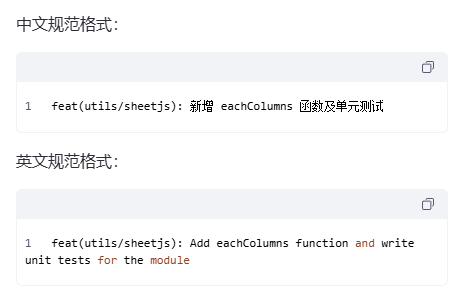 中文规范格式：
1 feat(utils/sheetjs): 新增 eachColumns 函数及单元测试
英文规范格式：
1 feat(utils/sheetjs): Add eachColumns function and write
unit tests for the module